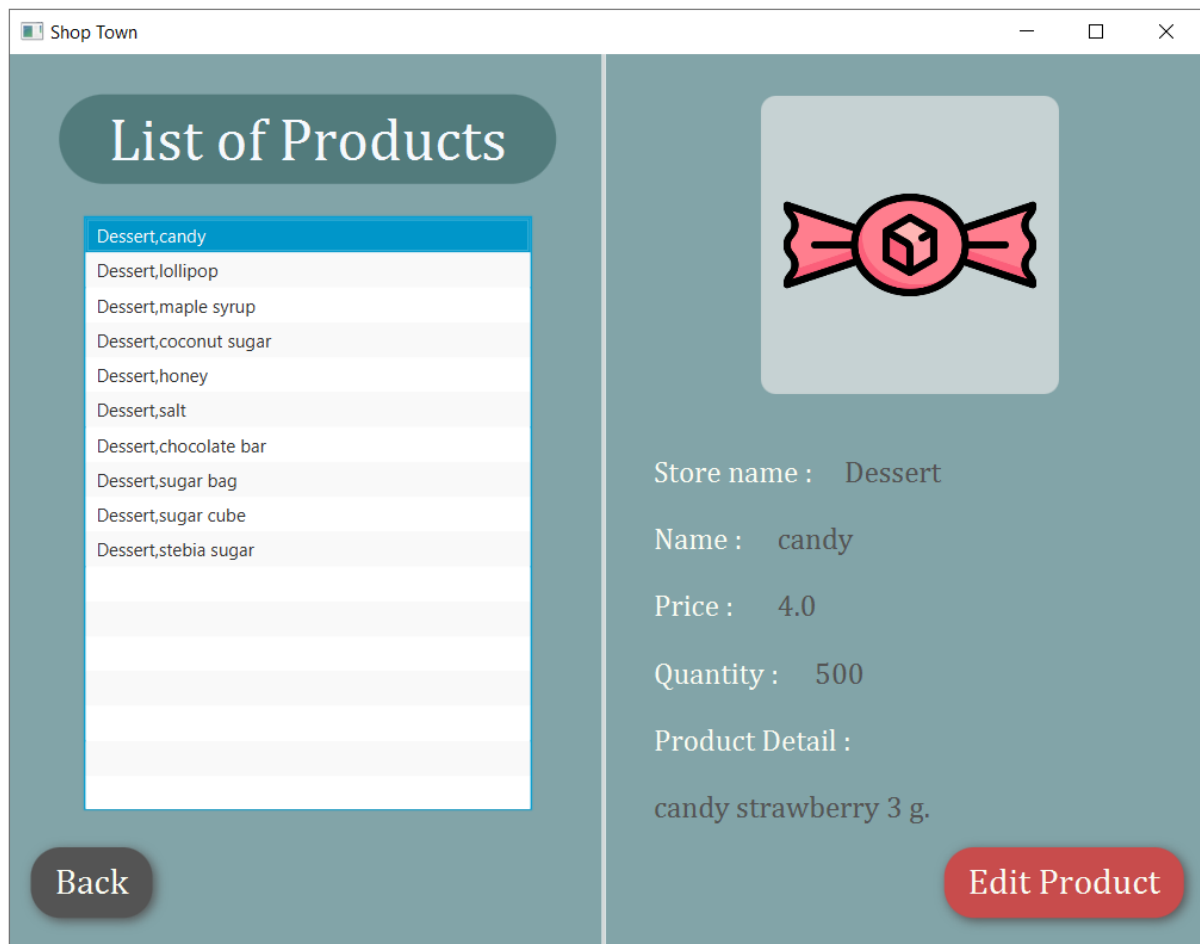 Shop Town
List of Products
Dessert,candy
Dessert,lollipop
Dessert,maple syrup
Dessert,coconut sugar
Dessert,honey
Dessert,salt
Dessert,chocolate bar
Dessert,sugar bag
Dessert,sugar cube
Dessert,stebia sugar
Back
Store name : Dessert
Name : candy
Price : 4.0
Quantity : 500
Product Detail :
candy strawberry 3 g.
Edit Product